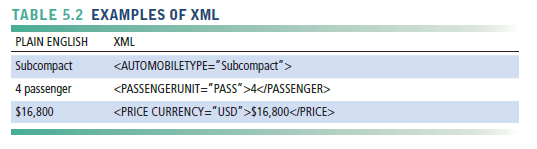 TABLE 5.2 EXAMPLES OF XML
PLAIN ENGLISH XML
Subcompact <AUTOMOBILETYPE="Subcompact">
4 passenger <PASSENGERUNIT="PASS">4</PASSENGER>
$16,800 <PRICE CURRENCY="USD">$16,800</PRICE>